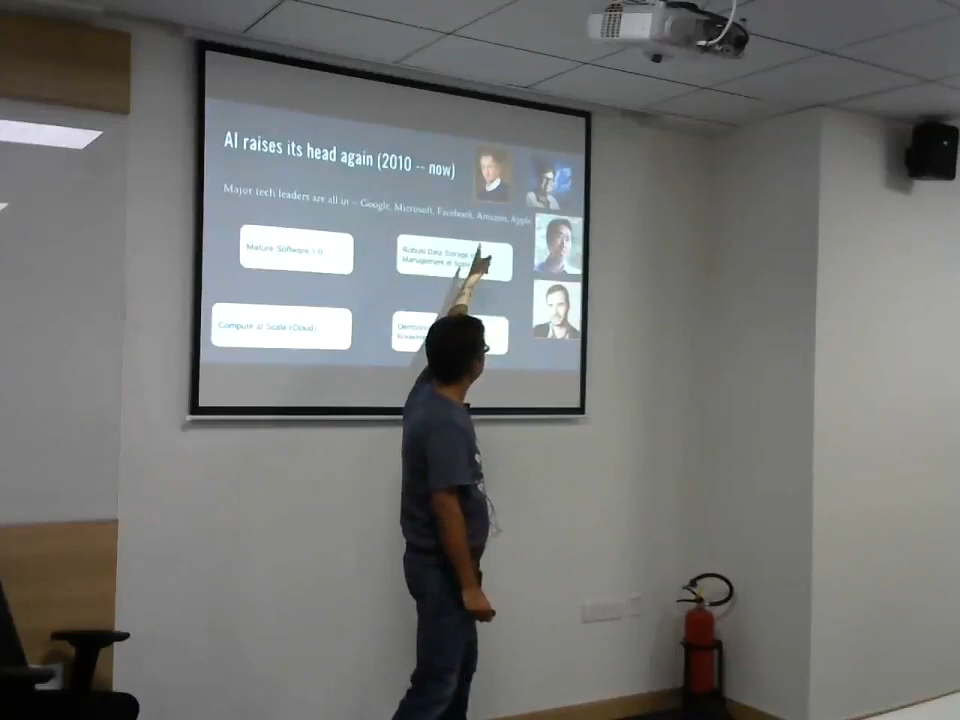 AI raises its head again (2010 -- now)
Major tech leaders are all in – Google, Microsoft, Facebook, Amazon, Apple
Mature Software 1.0
Robust Data Storage
Management at Scale
Compute at Scale (Cloud)